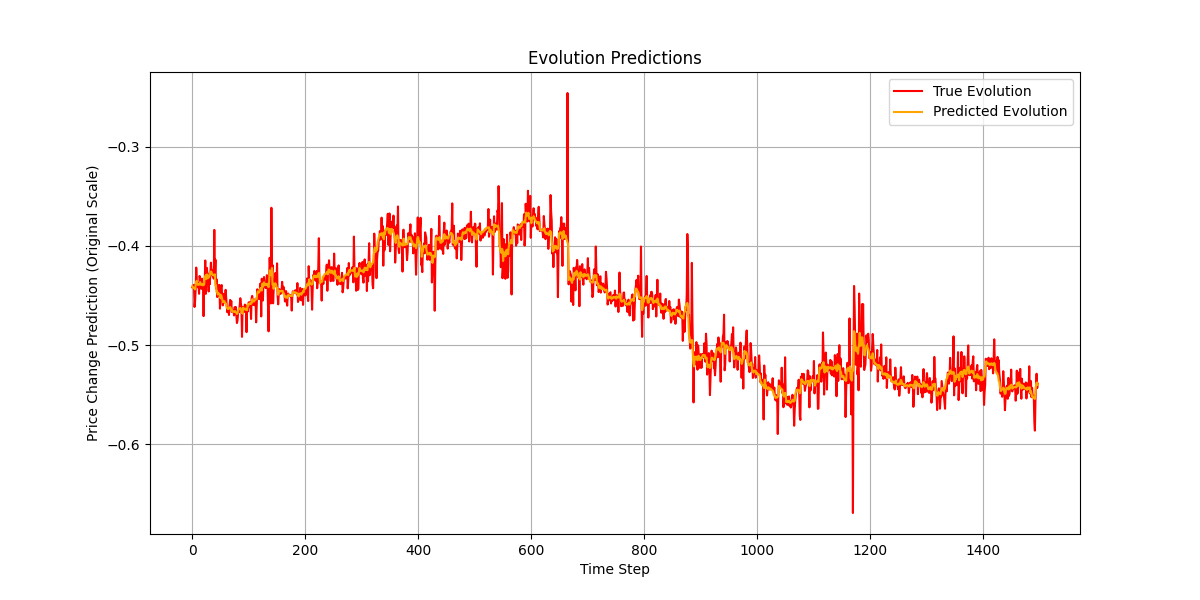 Evolution Predictions
True Evolution
Predicted Evolution
Price Change Prediction (Original Scale)
−0.3
−0.4
−0.5
−0.6
0 200 400 600 800 1000 1200 1400
Time Step